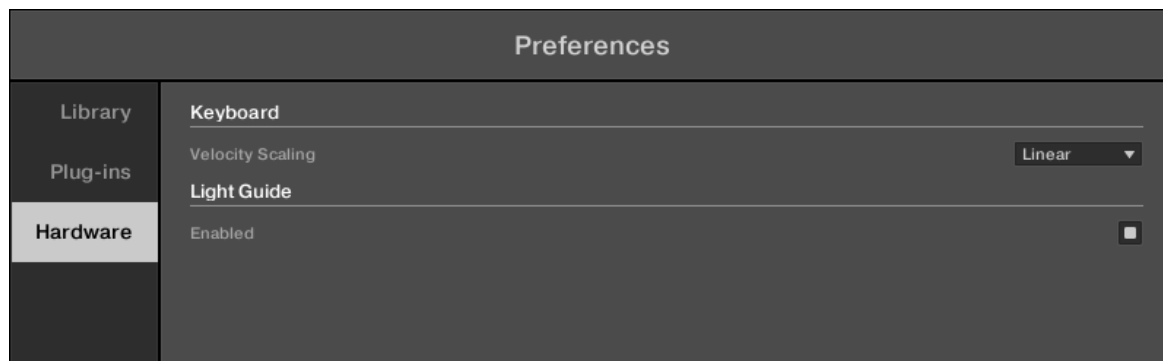 Preferences
Library
Plug-ins
Hardware
Keyboard
Velocity Scaling Linear
Light Guide
Enabled